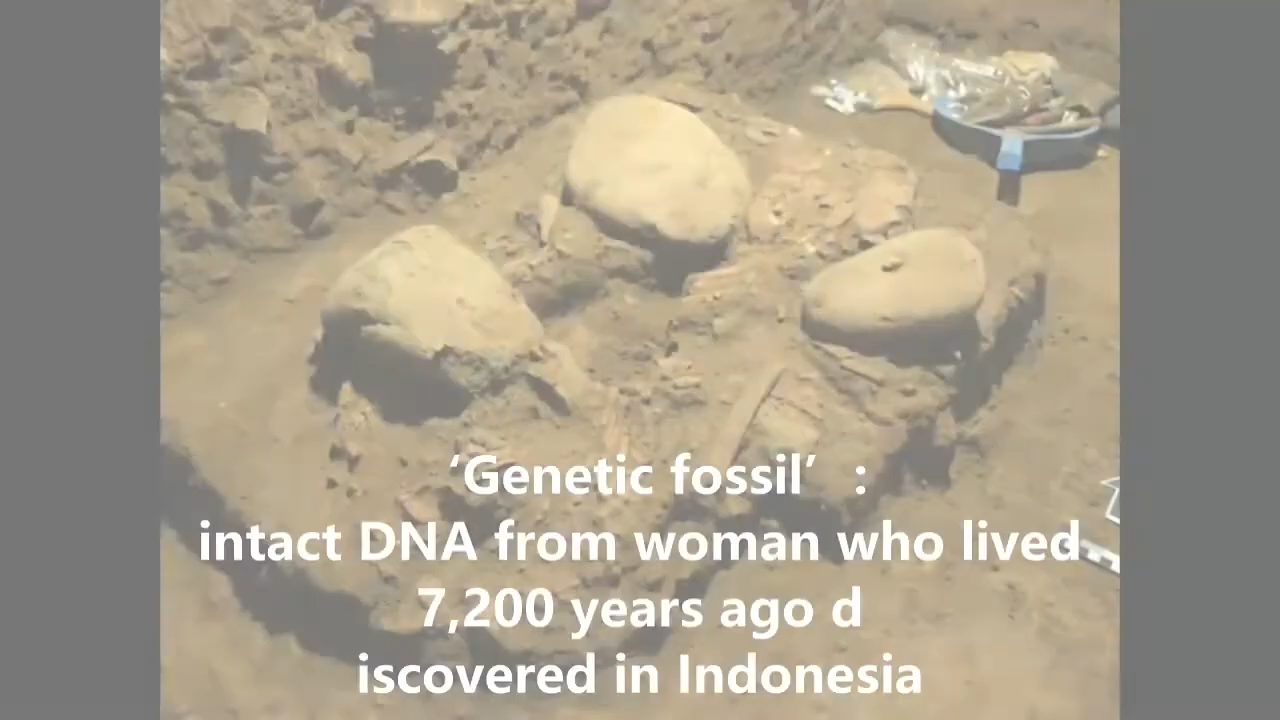 ‘Genetic fossil’ :
intact DNA from woman who lived
7,200 years ago d
iscovered in Indonesia